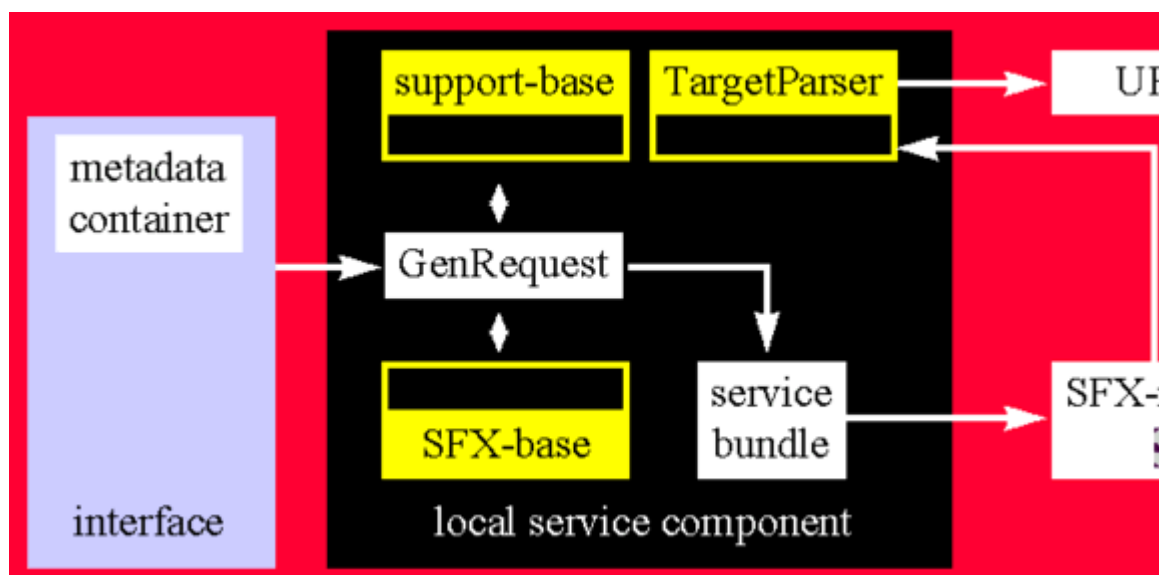 support-base
TargetParser
metadata
container
GenRequest
service
bundle
SFX-base
interface
local service component